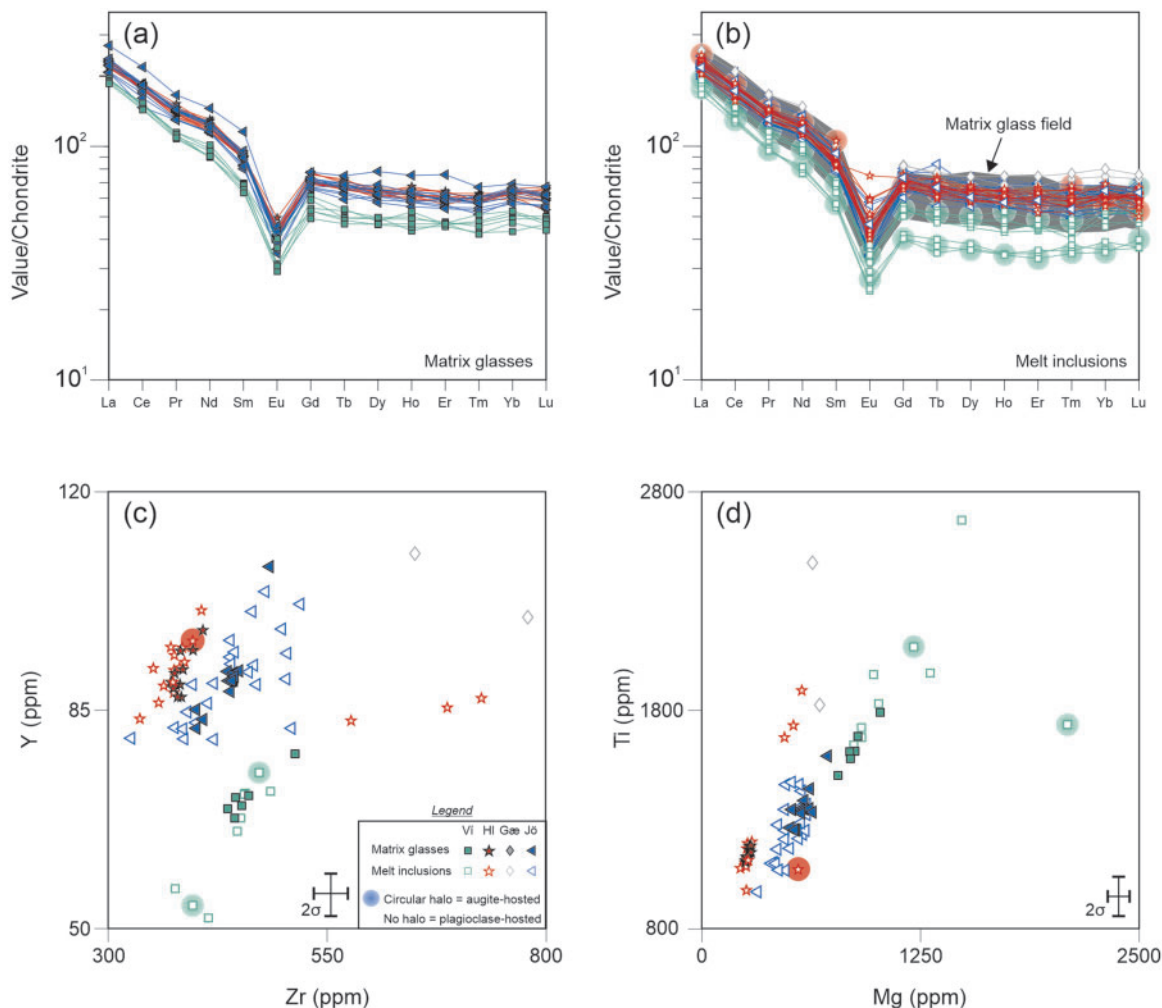 (a)
Value/Chondrite
10²
10¹
La Ce Pr Nd Sm Eu Gd Tb Dy Ho Er Tm Yb Lu
Matrix glasses
(b)
Value/Chondrite
10²
10¹
La Ce Pr Nd Sm Eu Gd Tb Dy Ho Er Tm Yb Lu
Matrix glass field
Melt inclusions
(c)
Y (ppm)
120
85
50
300 550 800
Zr (ppm)
2σ
Legend
Ví Hl Gæ Jö
Matrix glasses
Melt inclusions
Circular halo = augite-hosted
No halo = plagioclase-hosted
(d)
Ti (ppm)
2800
1800
800
0 1250 2500
Mg (ppm)
2σ